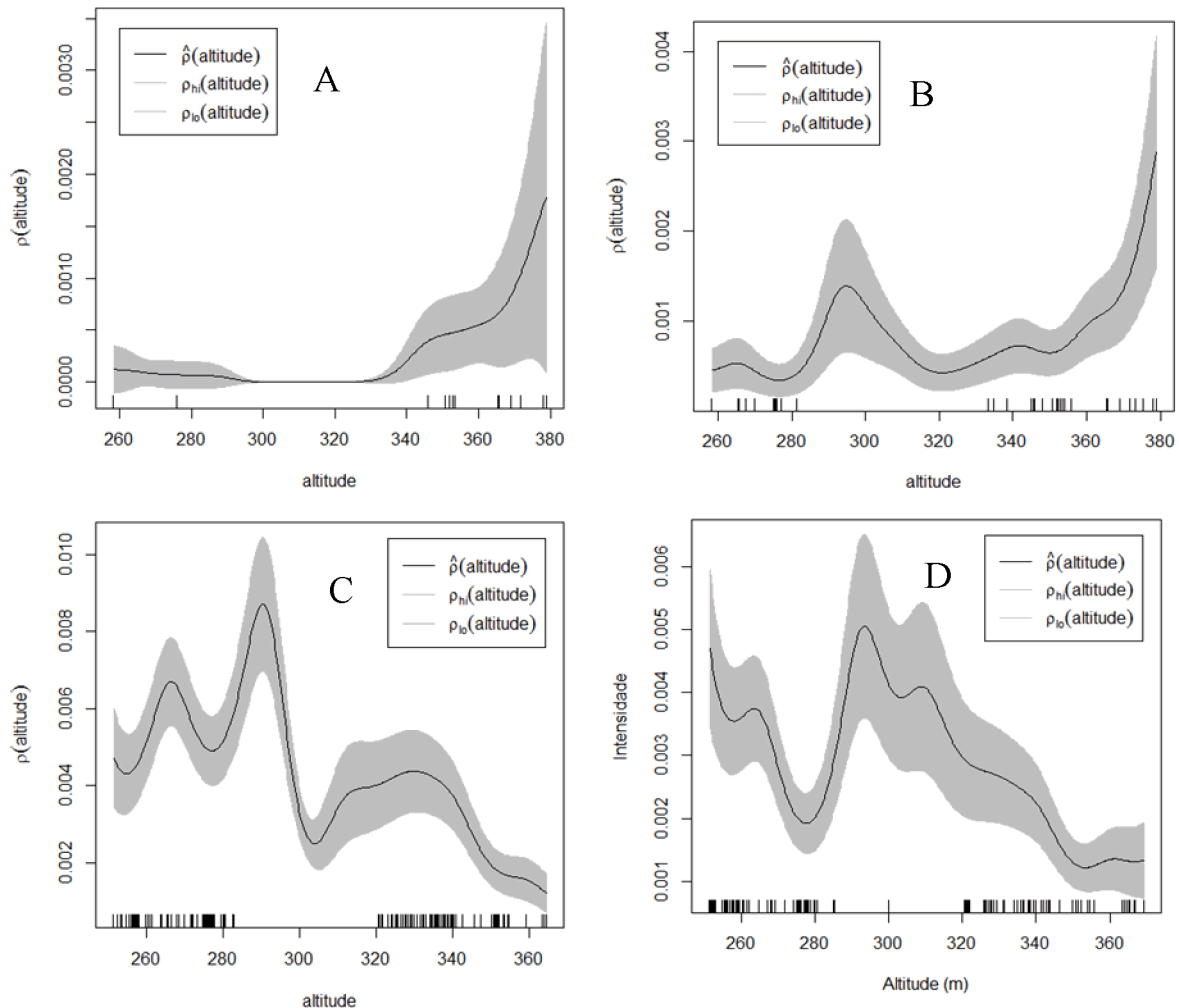 A
ρ̂(altitude)
ρhi(altitude)
ρlo(altitude)
ρ(altitude)
0.0000
0.0010
0.0020
0.0030
260
280
300
320
340
360
380
altitude
B
ρ̂(altitude)
ρhi(altitude)
ρlo(altitude)
ρ(altitude)
0.001
0.002
0.003
0.004
260
280
300
320
340
360
380
altitude
C
ρ̂(altitude)
ρhi(altitude)
ρlo(altitude)
ρ(altitude)
0.002
0.004
0.006
0.008
0.010
260
280
300
320
340
360
altitude
D
ρ̂(altitude)
ρhi(altitude)
ρlo(altitude)
Intensidade
0.001
0.002
0.003
0.004
0.005
0.006
260
280
300
320
340
360
Altitude (m)